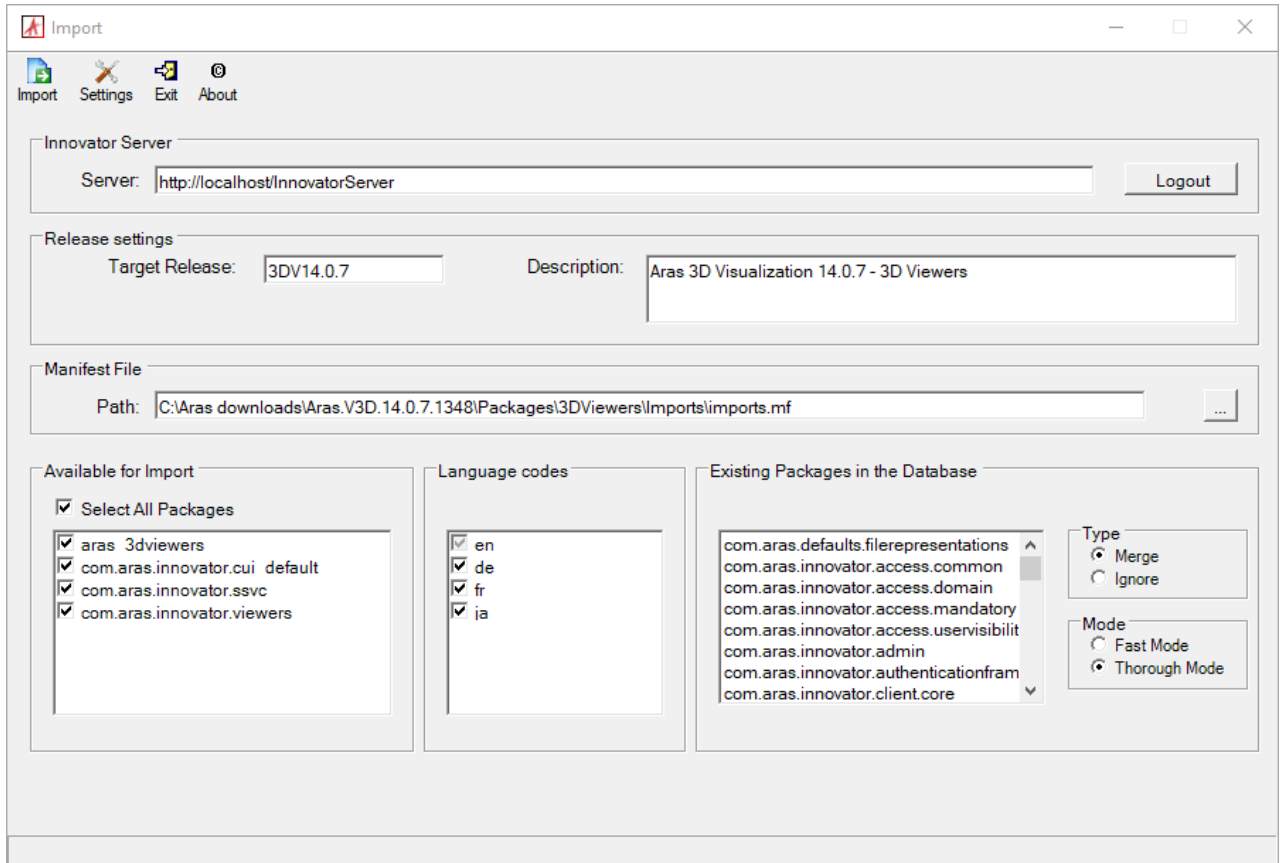 Import
Import Settings Exit About
Innovator Server
Server: http://localhost/InnovatorServer Logout
Release settings
Target Release: 3DV14.0.7 Description: Aras 3D Visualization 14.0.7 - 3D Viewers
Manifest File
Path: C:\Aras downloads\Aras.V3D.14.0.7.1348\Packages\3DViewers\Imports\imports.mf ...
Available for Import
Select All Packages
aras 3dviewers
com.aras.innovator.cui default
com.aras.innovator.ssvc
com.aras.innovator.viewers
Language codes
en
de
fr
ja
Existing Packages in the Database
com.aras.defaults.filerepresentations
com.aras.innovator.access.common
com.aras.innovator.access.domain
com.aras.innovator.access.mandatory
com.aras.innovator.access.uservisibilit
com.aras.innovator.admin
com.aras.innovator.authenticationfram
com.aras.innovator.client.core
Type
Merge
Ignore
Mode
Fast Mode
Thorough Mode